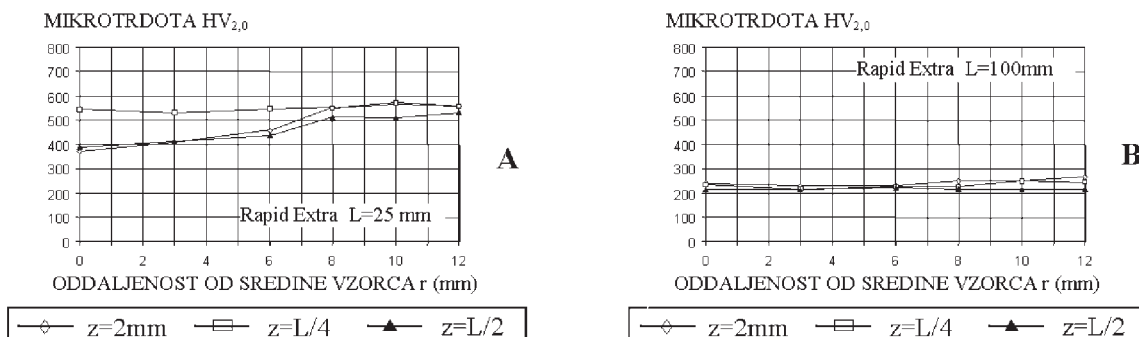 MIKROTRDOTA HV2,0
800
700
600
500
400
300
200
100
0
Rapid Extra L=25 mm
0 2 4 6 8 10 12
ODDALJENOST OD SREDINE VZORCA r (mm)
z=2mm z=L/4 z=L/2
A
MIKROTRDOTA HV2,0
800
700
600
500
400
300
200
100
0
Rapid Extra L=100mm
0 2 4 6 8 10 12
ODDALJENOST OD SREDINE VZORCA r (mm)
z=2mm z=L/4 z=L/2
B